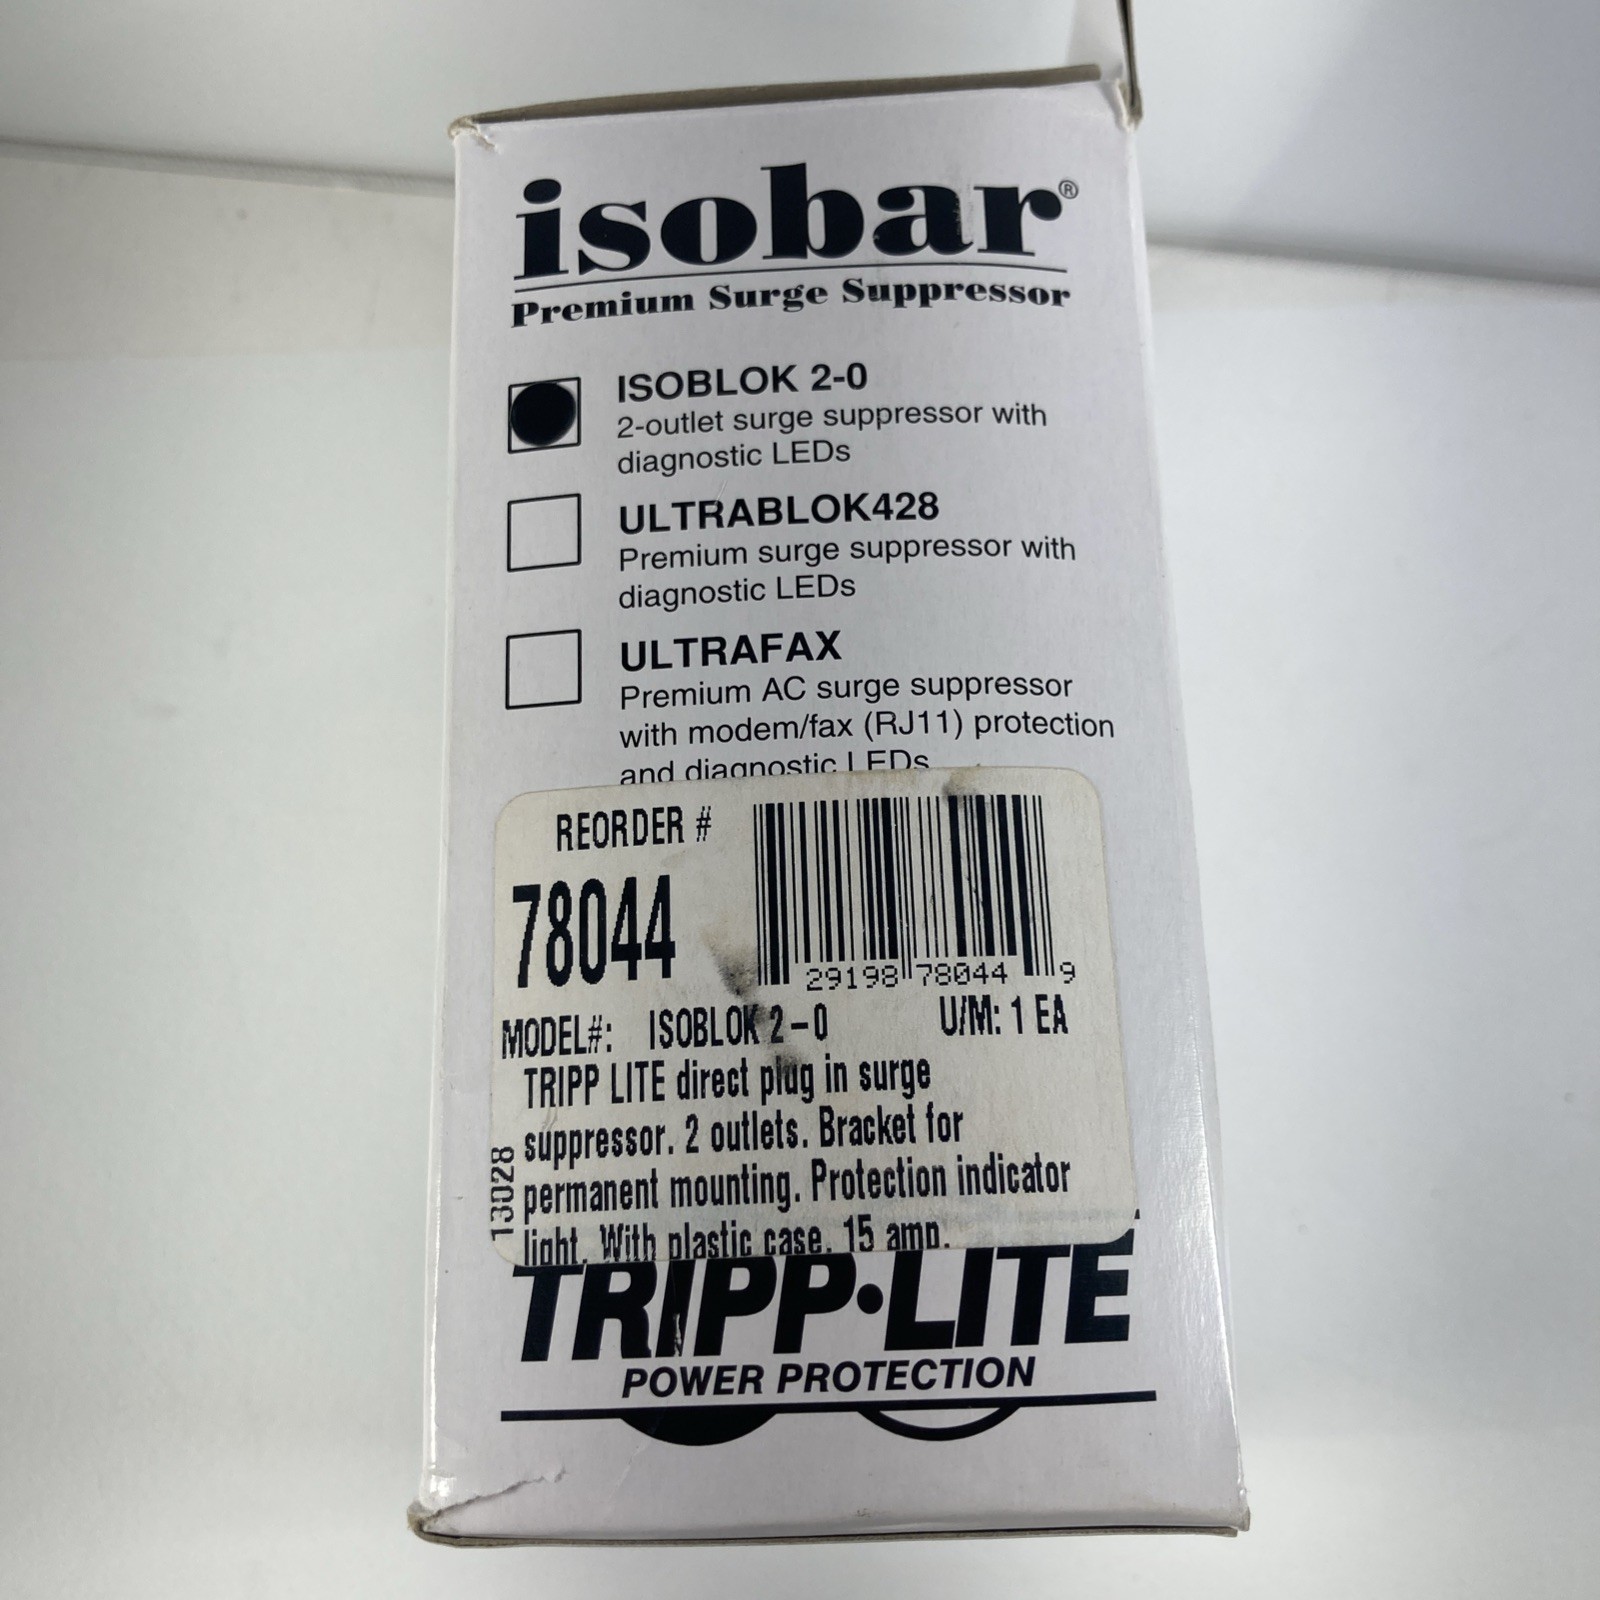 isobar®
Premium Surge Suppressor
ISOBLOK 2-0
2-outlet surge suppressor with
diagnostic LEDs
ULTRABLOK428
Premium surge suppressor with
diagnostic LEDs
ULTRAFAX
Premium AC surge suppressor
with modem/fax (RJ11) protection
and diagnostic LEDs
REORDER #
78044
29198 78044 9
MODEL#: ISOBLOK 2-0 U/M: 1 EA
TRIPP LITE direct plug in surge
suppressor. 2 outlets. Bracket for
permanent mounting. Protection indicator
light. With plastic case. 15 amp.
13028
TRIPP·LITE
POWER PROTECTION